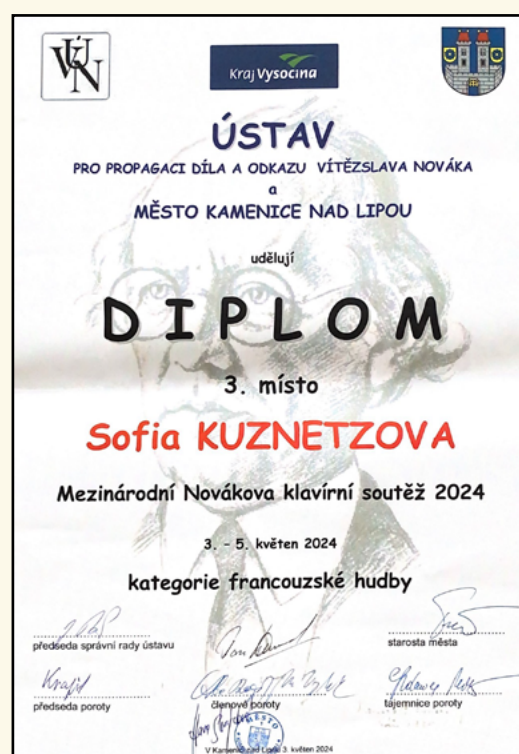 VÚN
Kraj Vysočina
ÚSTAV
PRO PROPAGACI DÍLA A ODKAZU VÍTĚZSLAVA NOVÁKA
a
MĚSTO KAMENICE NAD LIPOU
udělují
DIPLOM
3. místo
Sofia KUZNETZOVA
Mezinárodní Novákova klavírní soutěž 2024
3. - 5. květen 2024
kategorie francouzské hudby
předseda správní rady ústavu
starosta města
předseda poroty
členové poroty
tajemnice poroty
MĚSTO
V Kamenici nad Lipou 3. květen 2024